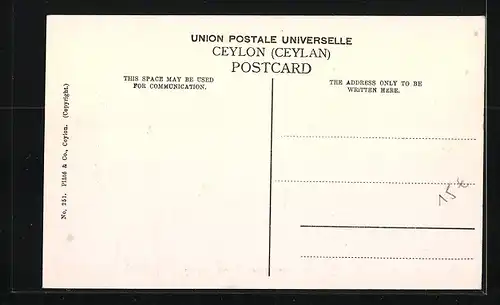 UNION POSTALE UNIVERSELLE
CEYLON (CEYLAN)
POSTCARD
THIS SPACE MAY BE USED
FOR COMMUNICATION.
THE ADDRESS ONLY TO BE
WRITTEN HERE.
No. 251. Plâté & Co., Ceylon. (Copyright.)
15